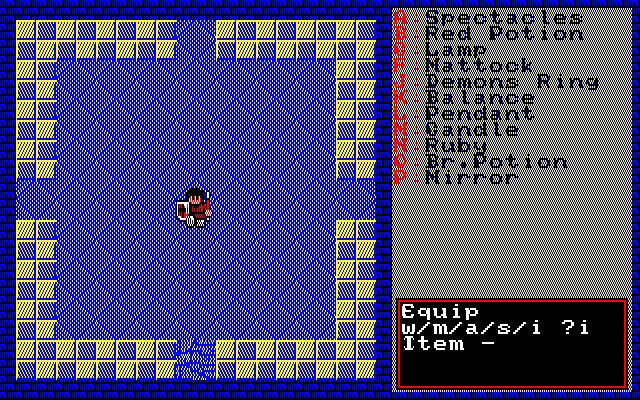 A:Spectacles
B:Red Potion
G:Lamp
F:Mattock
J:Demons Ring
K:Balance
L:Pendant
M:Candle
N:Ruby
O:Br.Potion
P:Mirror
Equip
w/m/a/s/i ?i
Item -